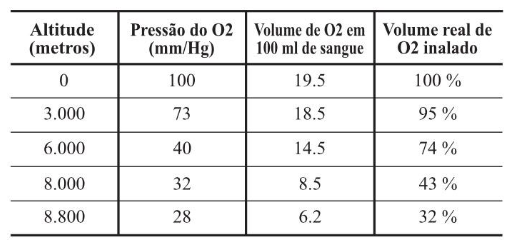 Altitude (metros) Pressão do O2 (mm/Hg) Volume de O2 em 100 ml de sangue Volume real de O2 inalado
0 100 19.5 100 %
3.000 73 18.5 95 %
6.000 40 14.5 74 %
8.000 32 8.5 43 %
8.800 28 6.2 32 %